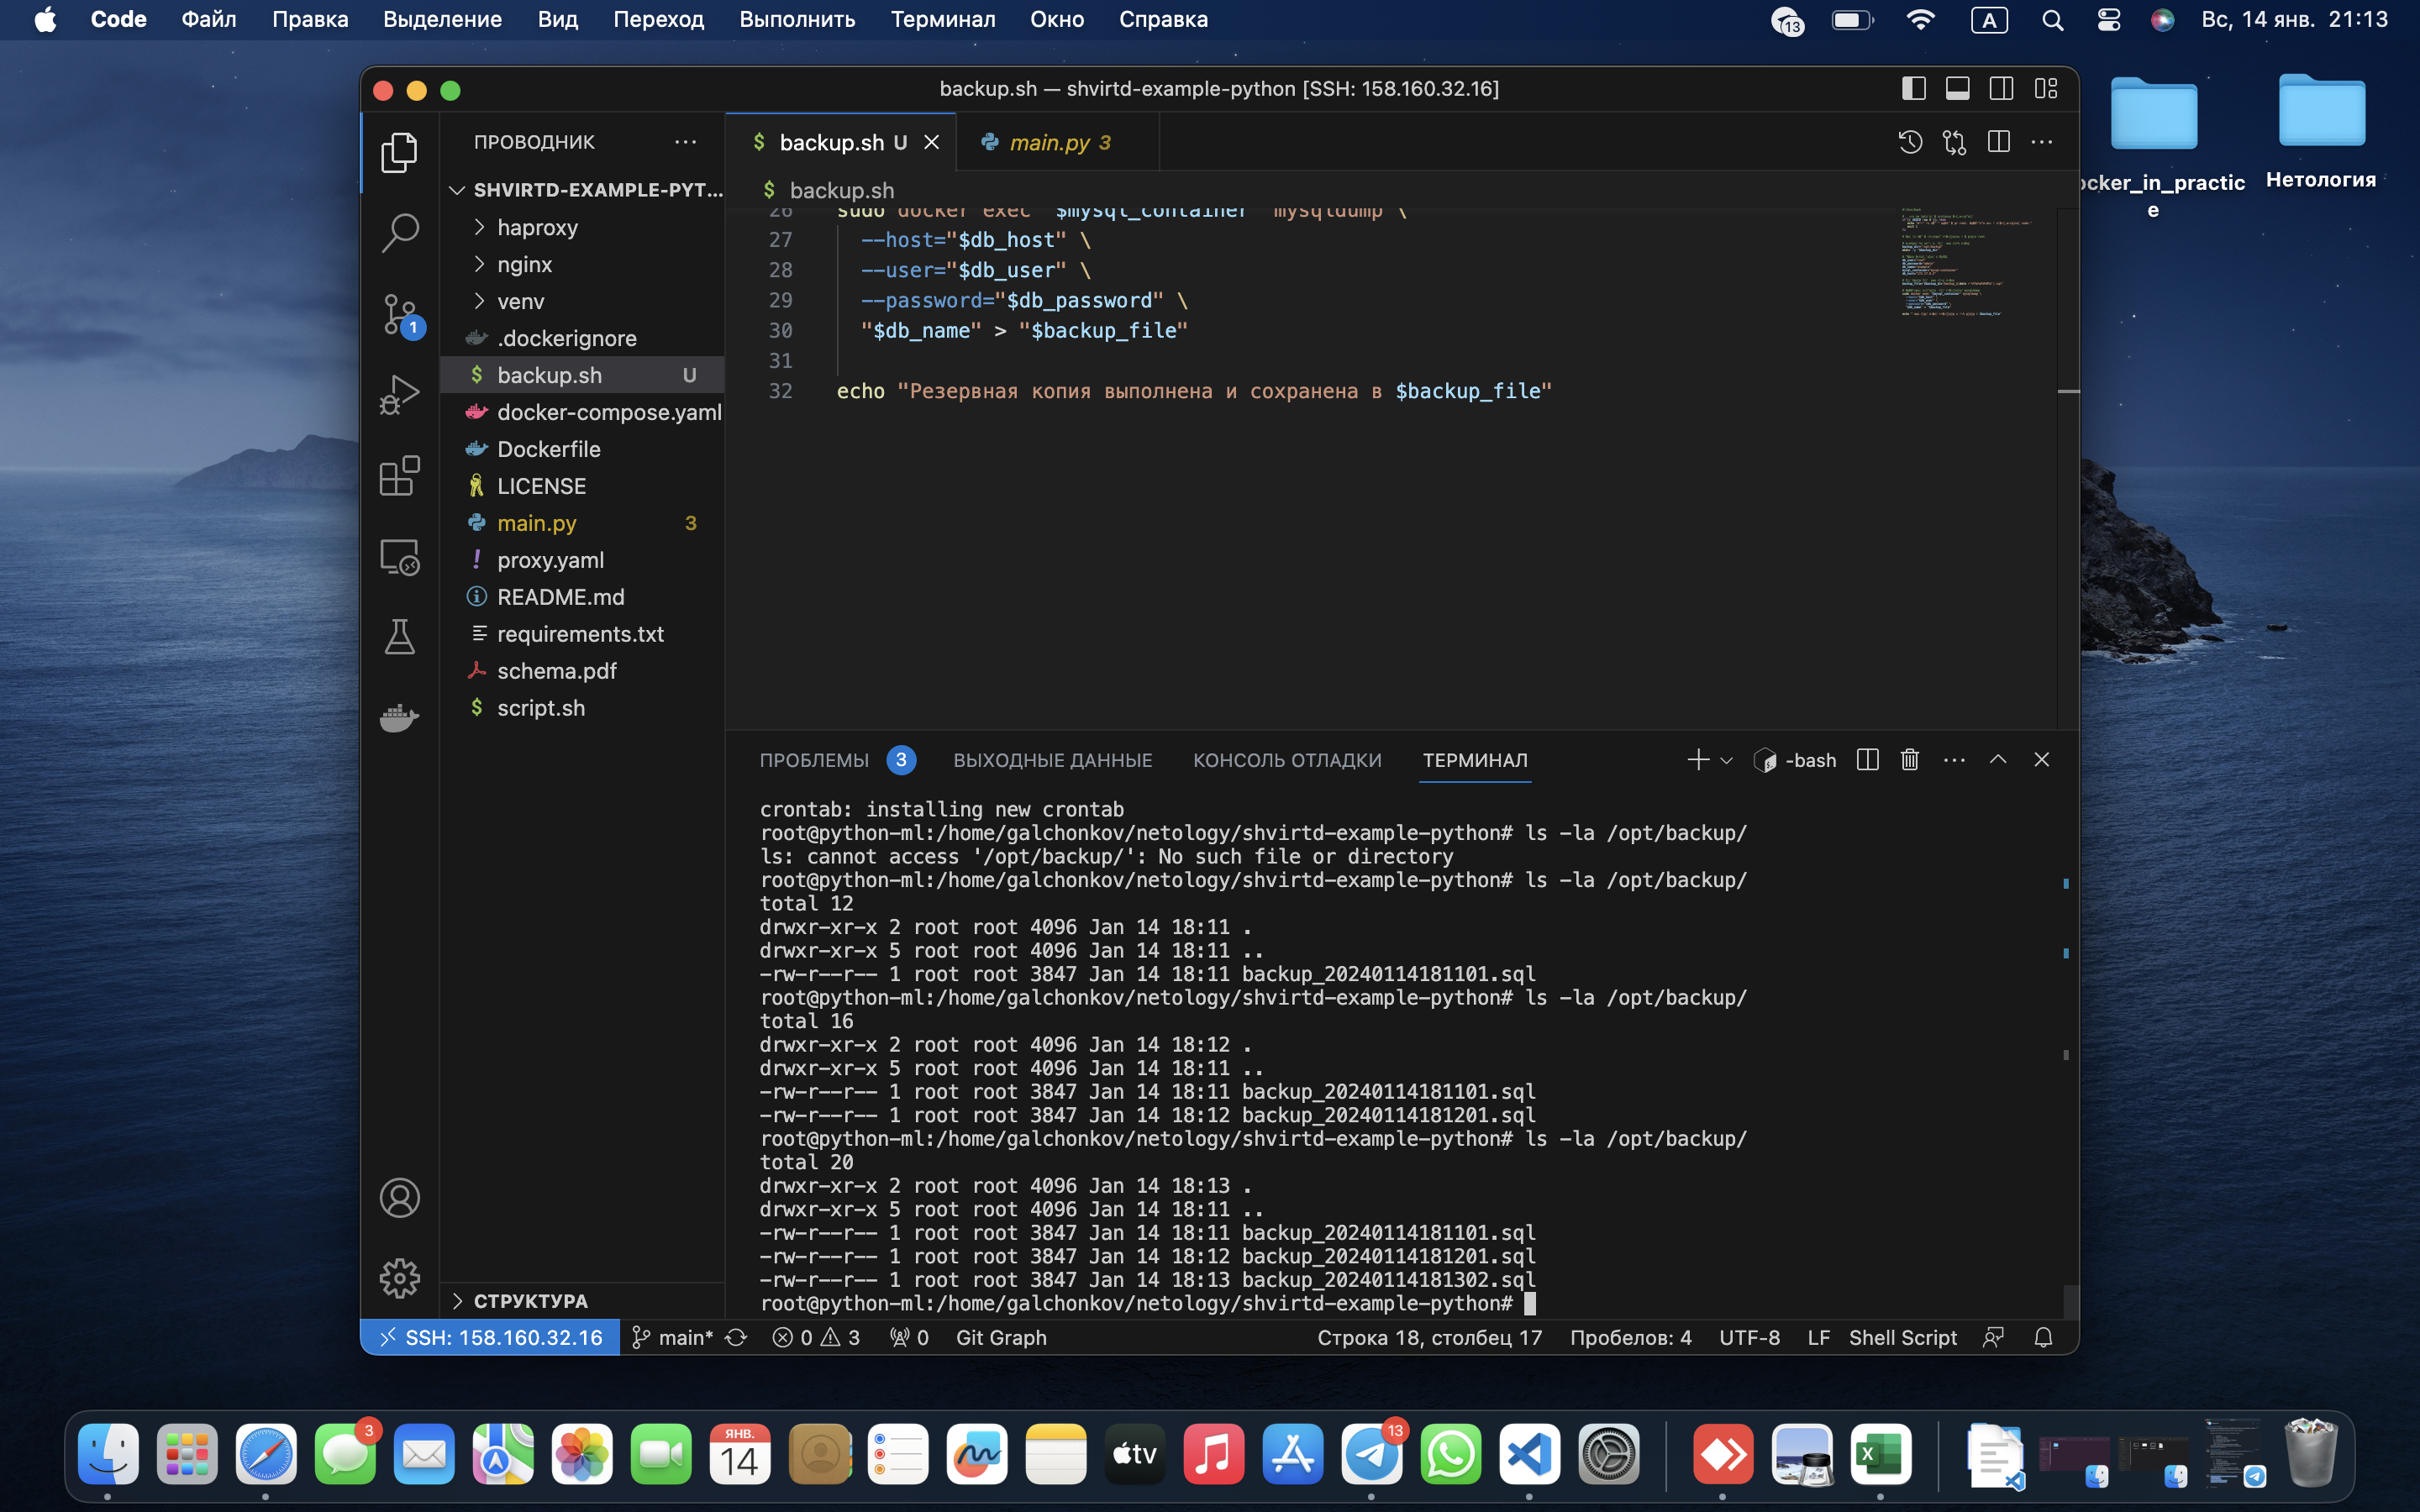 Code Файл Правка Выделение Вид Переход Выполнить Терминал Окно Справка 13 A Вс, 14 янв. 21:13
backup.sh — shvirtd-example-python [SSH: 158.160.32.16]
ocker_in_practic
e
Нетология
ПРОВОДНИК
SHVIRTD-EXAMPLE-PYT...
haproxy
nginx
venv
.dockerignore
backup.sh U
docker-compose.yaml
Dockerfile
LICENSE
main.py 3
proxy.yaml
README.md
requirements.txt
schema.pdf
script.sh
СТРУКТУРА
1
backup.sh U main.py 3
backup.sh
26 sudo docker exec "$mysql_container" mysqldump \
27 --host="$db_host" \
28 --user="$db_user" \
29 --password="$db_password" \
30 "$db_name" > "$backup_file"
31
32 echo "Резервная копия выполнена и сохранена в $backup_file"
ПРОБЛЕМЫ 3 ВЫХОДНЫЕ ДАННЫЕ КОНСОЛЬ ОТЛАДКИ ТЕРМИНАЛ -bash
crontab: installing new crontab
root@python-ml:/home/galchonkov/netology/shvirtd-example-python# ls -la /opt/backup/
ls: cannot access '/opt/backup/': No such file or directory
root@python-ml:/home/galchonkov/netology/shvirtd-example-python# ls -la /opt/backup/
total 12
drwxr-xr-x 2 root root 4096 Jan 14 18:11 .
drwxr-xr-x 5 root root 4096 Jan 14 18:11 ..
-rw-r--r-- 1 root root 3847 Jan 14 18:11 backup_20240114181101.sql
root@python-ml:/home/galchonkov/netology/shvirtd-example-python# ls -la /opt/backup/
total 16
drwxr-xr-x 2 root root 4096 Jan 14 18:12 .
drwxr-xr-x 5 root root 4096 Jan 14 18:11 ..
-rw-r--r-- 1 root root 3847 Jan 14 18:11 backup_20240114181101.sql
-rw-r--r-- 1 root root 3847 Jan 14 18:12 backup_20240114181201.sql
root@python-ml:/home/galchonkov/netology/shvirtd-example-python# ls -la /opt/backup/
total 20
drwxr-xr-x 2 root root 4096 Jan 14 18:13 .
drwxr-xr-x 5 root root 4096 Jan 14 18:11 ..
-rw-r--r-- 1 root root 3847 Jan 14 18:11 backup_20240114181101.sql
-rw-r--r-- 1 root root 3847 Jan 14 18:12 backup_20240114181201.sql
-rw-r--r-- 1 root root 3847 Jan 14 18:13 backup_20240114181302.sql
root@python-ml:/home/galchonkov/netology/shvirtd-example-python#
SSH: 158.160.32.16 main* 0 3 0 Git Graph Строка 18, столбец 17 Пробелов: 4 UTF-8 LF Shell Script
3 ЯНВ. 14 tv 13 X